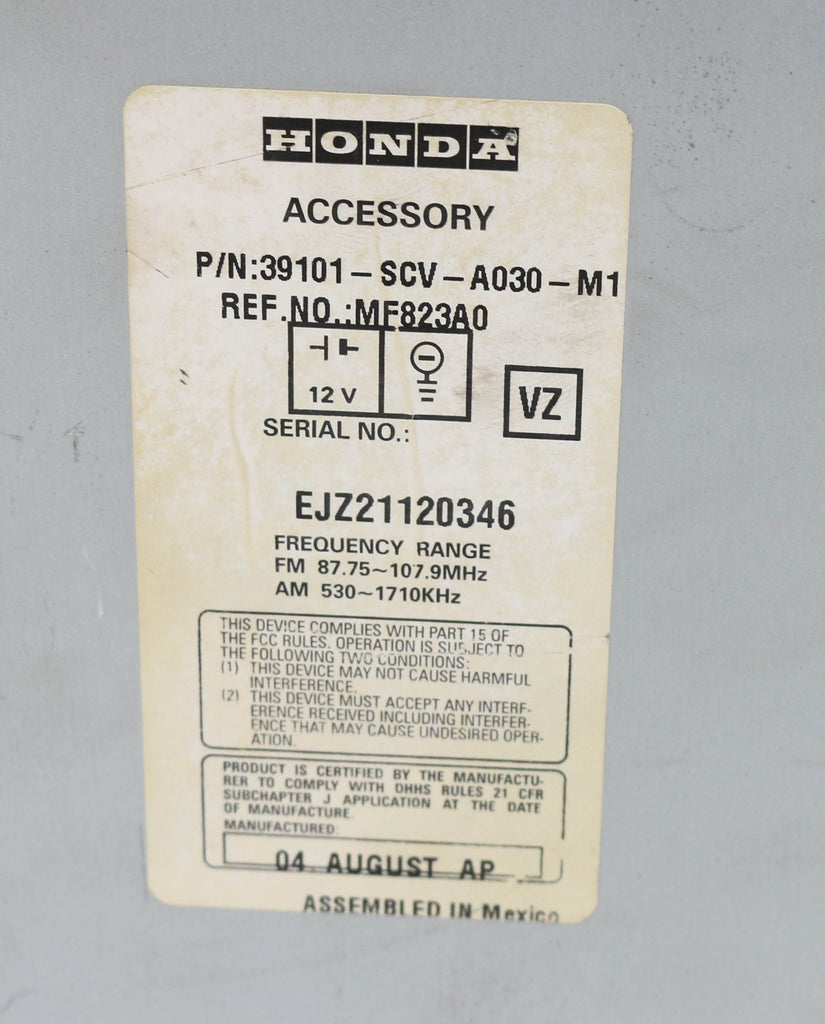 HONDA
ACCESSORY
P/N:39101-SCV-A030-M1
REF.NO.:MF823A0
12 V
VZ
SERIAL NO.:
EJZ21120346
FREQUENCY RANGE
FM 87.75~107.9MHz
AM 530~1710KHz
THIS DEVICE COMPLIES WITH PART 15 OF
THE FCC RULES. OPERATION IS SUBJECT TO
THE FOLLOWING TWO CONDITIONS:
(1) THIS DEVICE MAY NOT CAUSE HARMFUL
INTERFERENCE.
(2) THIS DEVICE MUST ACCEPT ANY INTERF-
ERENCE RECEIVED INCLUDING INTERFER-
ENCE THAT MAY CAUSE UNDESIRED OPER-
ATION.
PRODUCT IS CERTIFIED BY THE MANUFACTU-
RER TO COMPLY WITH DHHS RULES 21 CFR
SUBCHAPTER J APPLICATION AT THE DATE
OF MANUFACTURE.
MANUFACTURED:
04. AUGUST AP
ASSEMBLED IN Mexico